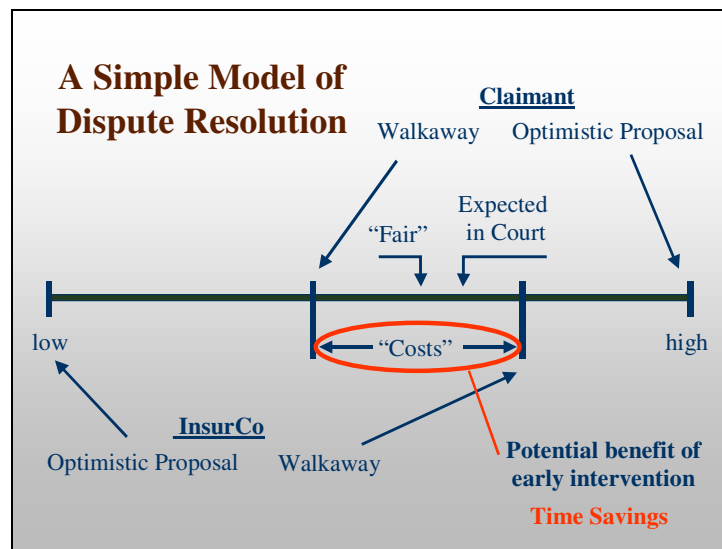 A Simple Model of
Dispute Resolution
Claimant
Walkaway
Optimistic Proposal
“Fair”
Expected
in Court
low
“Costs”
high
InsurCo
Optimistic Proposal
Walkaway
Potential benefit of
early intervention
Time Savings